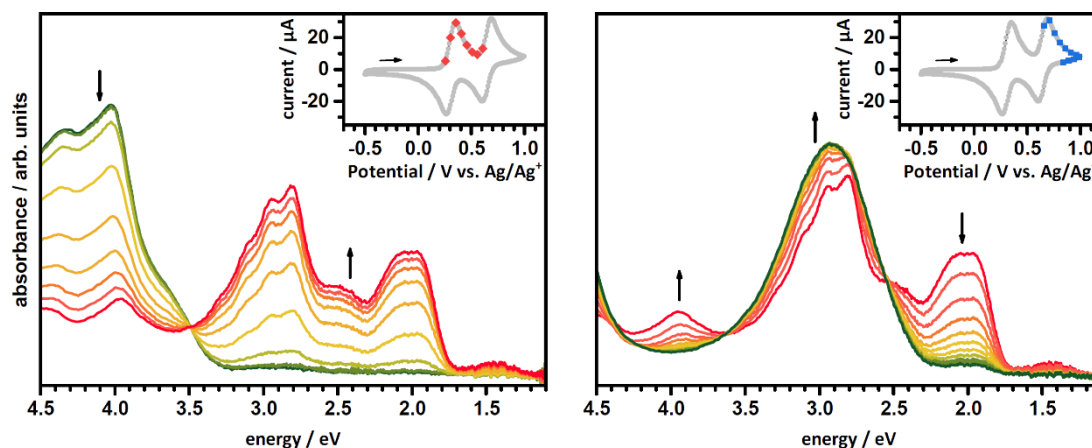 absorbance / arb. units
current / µA
20
0
-20
-0.5 0.0 0.5 1.0
Potential / V vs. Ag/Ag+
4.5 4.0 3.5 3.0 2.5 2.0 1.5
energy / eV
current / µA
20
0
-20
-0.5 0.0 0.5 1.0
Potential / V vs. Ag/Ag
4.5 4.0 3.5 3.0 2.5 2.0 1.5
energy / eV